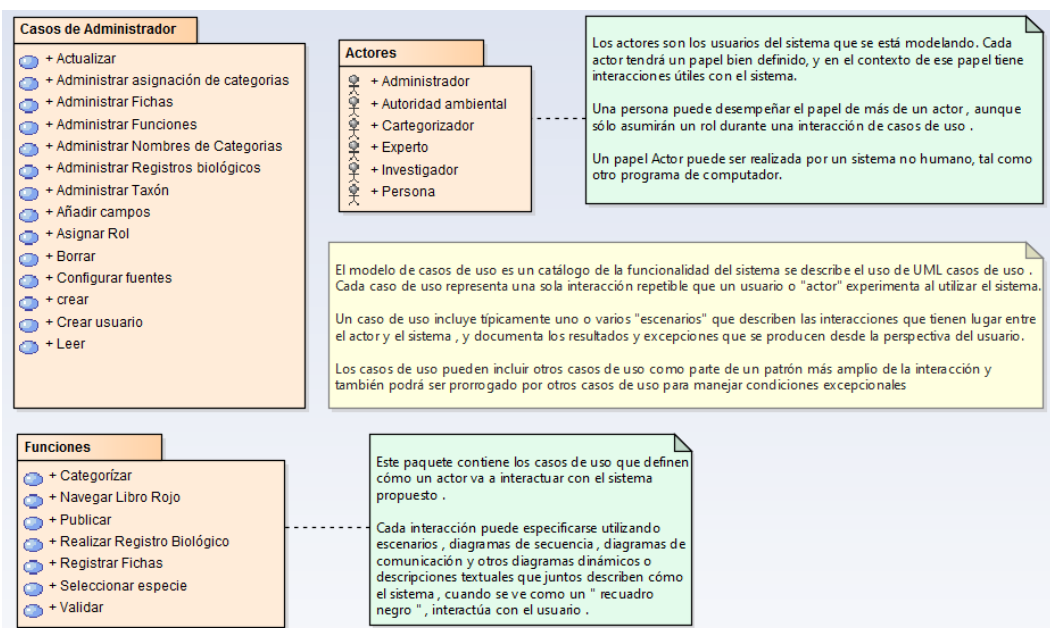 Casos de Administrador
+ Actualizar
+ Administrar asignación de categorias
+ Administrar Fichas
+ Administrar Funciones
+ Administrar Nombres de Categorias
+ Administrar Registros biológicos
+ Administrar Taxón
+ Añadir campos
+ Asignar Rol
+ Borrar
+ Configurar fuentes
+ crear
+ Crear usuario
+ Leer
Actores
+ Administrador
+ Autoridad ambiental
+ Cartegorizador
+ Experto
+ Investigador
+ Persona
Los actores son los usuarios del sistema que se está modelando. Cada
actor tendrá un papel bien definido, y en el contexto de ese papel tiene
interacciones útiles con el sistema.
Una persona puede desempeñar el papel de más de un actor , aunque
sólo asumirán un rol durante una interacción de casos de uso .
Un papel Actor puede ser realizada por un sistema no humano, tal como
otro programa de computador.
El modelo de casos de uso es un catálogo de la funcionalidad del sistema se describe el uso de UML casos de uso .
Cada caso de uso representa una sola interacción repetible que un usuario o "actor" experimenta al utilizar el sistema.
Un caso de uso incluye típicamente uno o varios "escenarios" que describen las interacciones que tienen lugar entre
el actor y el sistema , y documenta los resultados y excepciones que se producen desde la perspectiva del usuario.
Los casos de uso pueden incluir otros casos de uso como parte de un patrón más amplio de la interacción y
también podrá ser prorrogado por otros casos de uso para manejar condiciones excepcionales
Funciones
+ Categorízar
+ Navegar Libro Rojo
+ Publicar
+ Realizar Registro Biológico
+ Registrar Fichas
+ Seleccionar especie
+ Validar
Este paquete contiene los casos de uso que definen
cómo un actor va a interactuar con el sistema
propuesto .
Cada interacción puede especificarse utilizando
escenarios , diagramas de secuencia , diagramas de
comunicación y otros diagramas dinámicos o
descripciones textuales que juntos describen cómo
el sistema , cuando se ve como un " recuadro
negro " , interactúa con el usuario .